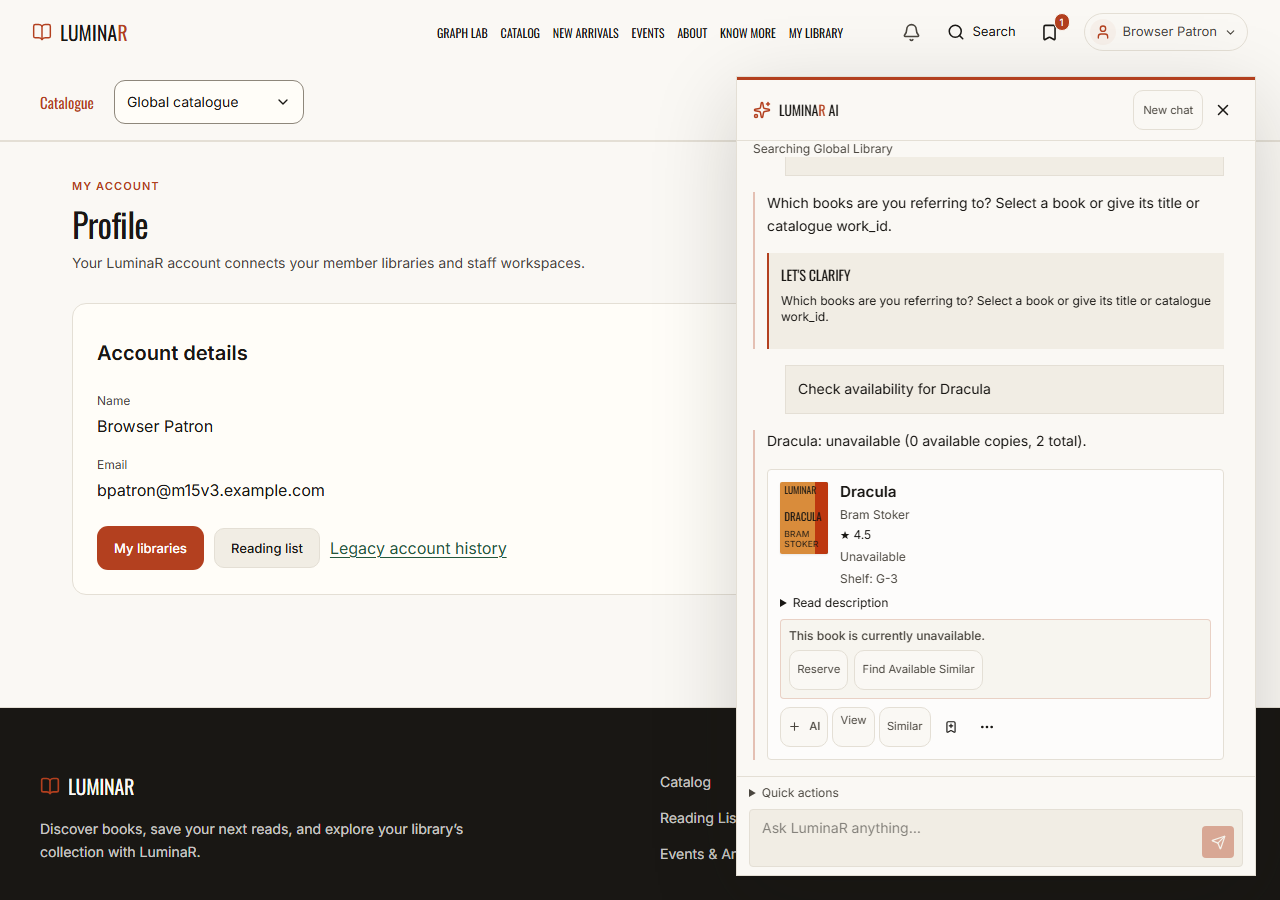 LUMINAR
GRAPH LAB CATALOG NEW ARRIVALS EVENTS ABOUT KNOW MORE MY LIBRARY
Search
1
Browser Patron
Catalogue
Global catalogue
MY ACCOUNT
Profile
Your LuminaR account connects your member libraries and staff workspaces.
Account details
Name
Browser Patron
Email
bpatron@m15v3.example.com
My libraries
Reading list
Legacy account history
LUMINAR AI
New chat
Searching Global Library
Which books are you referring to? Select a book or give its title or
catalogue work_id.
LET'S CLARIFY
Which books are you referring to? Select a book or give its title or catalogue
work_id.
Check availability for Dracula
Dracula: unavailable (0 available copies, 2 total).
LUMINAR
DRACULA
BRAM
STOKER
Dracula
Bram Stoker
★ 4.5
Unavailable
Shelf: G-3
Read description
This book is currently unavailable.
Reserve
Find Available Similar
+ AI
View
Similar
Quick actions
Ask LuminaR anything...
LUMINAR
Discover books, save your next reads, and explore your library's
collection with LuminaR.
Catalog
Reading Lis
Events & Ar